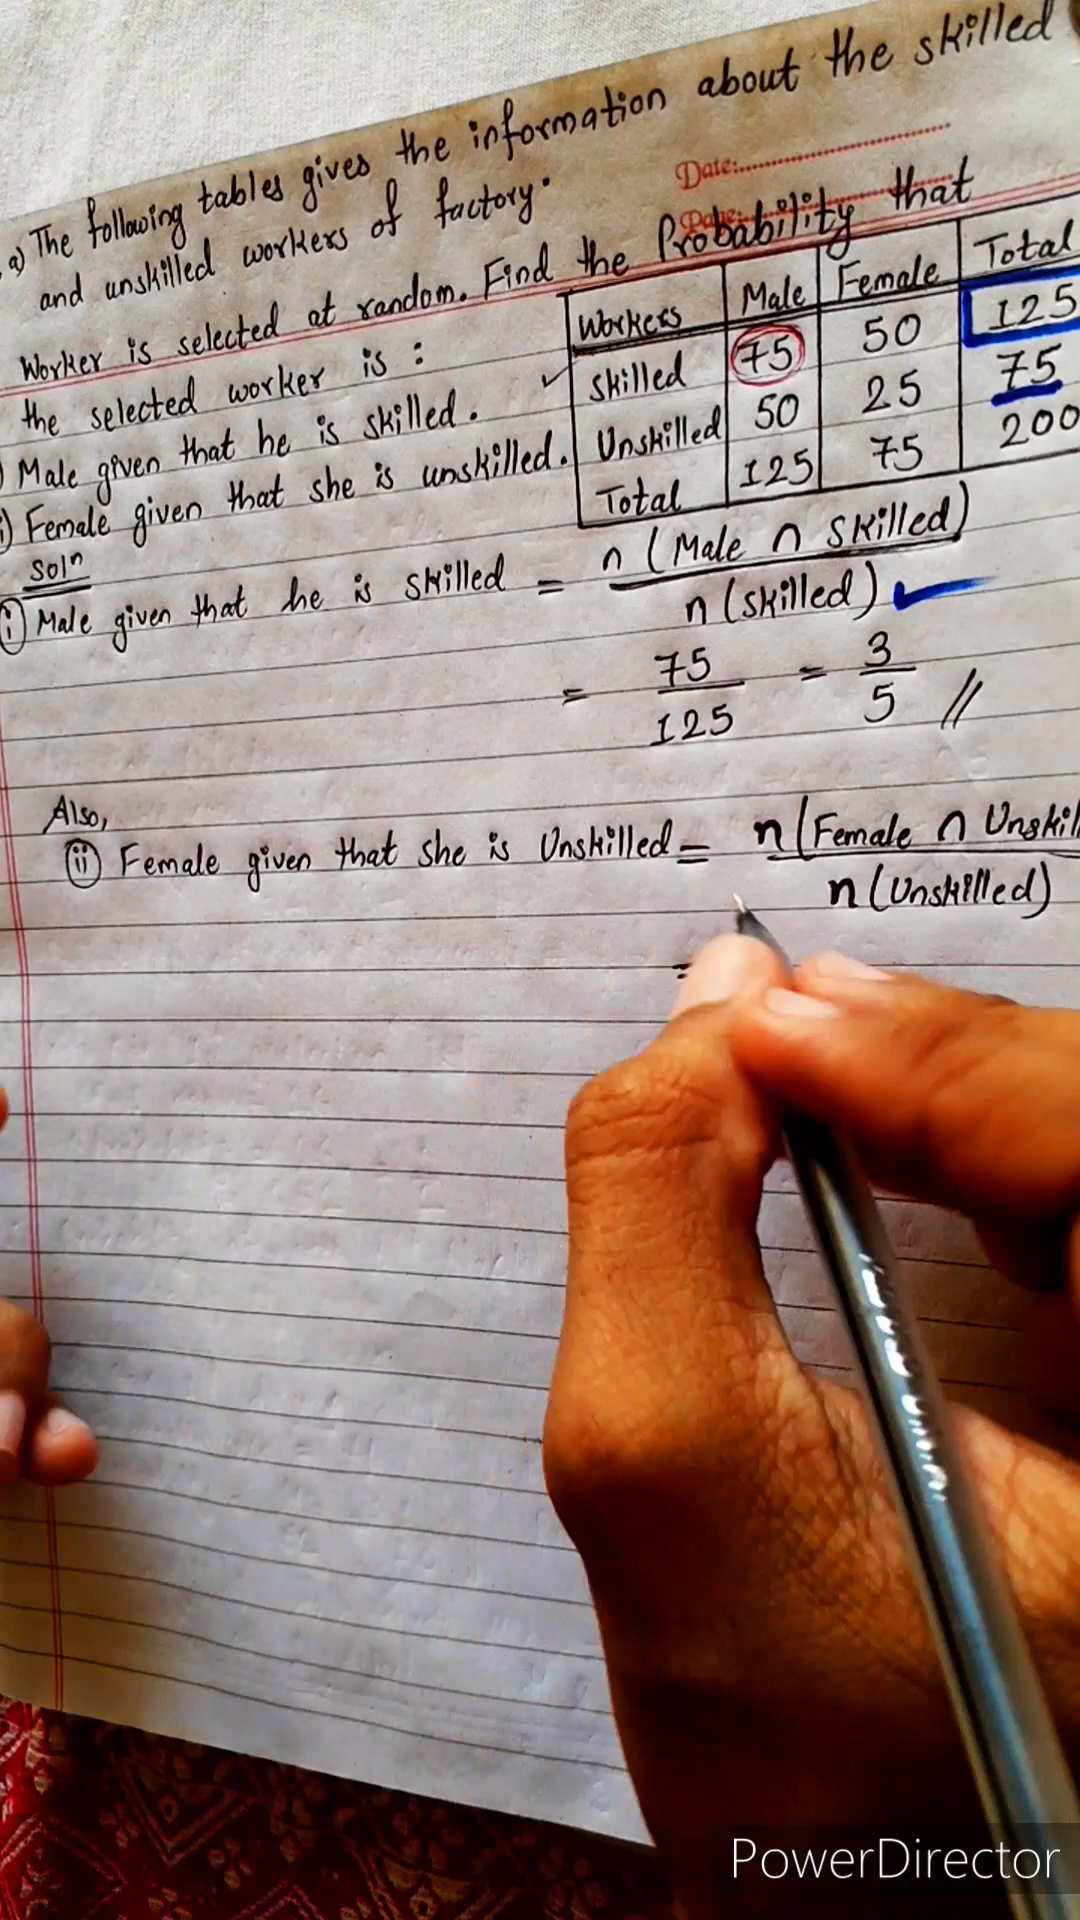 a) The following tables gives the information about the skilled
and unskilled workers of factory.
Date:
Page:
Worker is selected at random. Find the Probability that
the selected worker is :
) Male given that he is skilled.
i) Female given that she is unskilled.
Workers Male Female Total
Skilled 75 50 125
Unskilled 50 25 75
Total 125 75 200
Solⁿ
(i) Male given that he is skilled = n (Male ∩ Skilled)
n (skilled)
= 75 = 3
125 5 //
Also,
(ii) Female given that she is Unskilled = n (Female ∩ Unskil
n (Unskilled)
=
PowerDirector